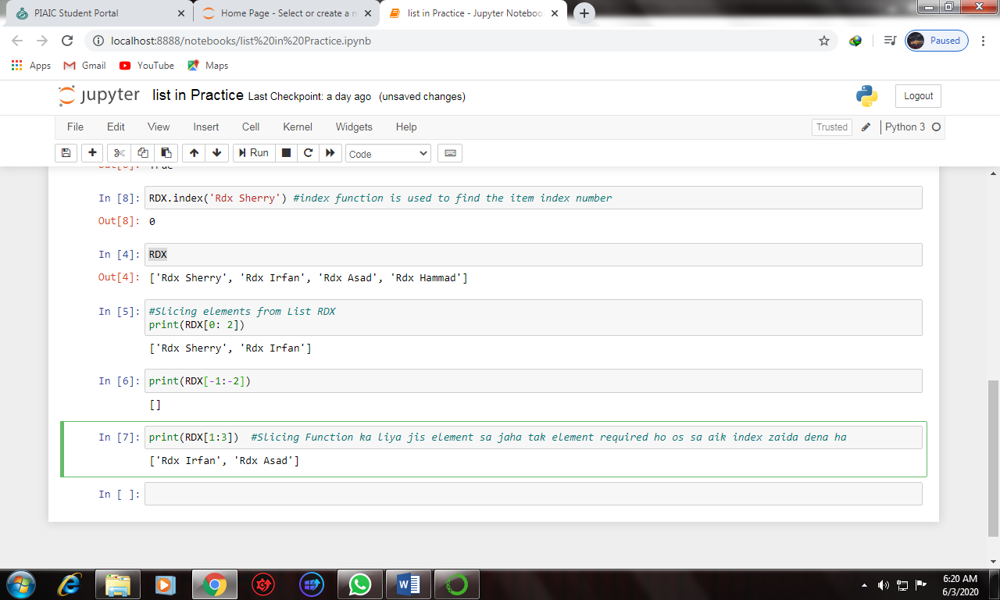 PIAIC Student Portal
Home Page - Select or create a n
list in Practice - Jupyter Noteboo
localhost:8888/notebooks/list%20in%20Practice.ipynb
Paused
Apps
Gmail
YouTube
Maps
jupyter
list in Practice
Last Checkpoint: a day ago
(unsaved changes)
Logout
File
Edit
View
Insert
Cell
Kernel
Widgets
Help
Trusted
Python 3
Run
Code
In [8]:
RDX.index('Rdx Sherry') #index function is used to find the item index number
Out[8]:
0
In [4]:
RDX
Out[4]:
['Rdx Sherry', 'Rdx Irfan', 'Rdx Asad', 'Rdx Hammad']
In [5]:
#Slicing elements from List RDX
print(RDX[0: 2])
['Rdx Sherry', 'Rdx Irfan']
In [6]:
print(RDX[-1:-2])
[]
In [7]:
print(RDX[1:3]) #Slicing Function ka liya jis element sa jaha tak element required ho os sa aik index zaida dena ha
['Rdx Irfan', 'Rdx Asad']
In [ ]:
6:20 AM
6/3/2020